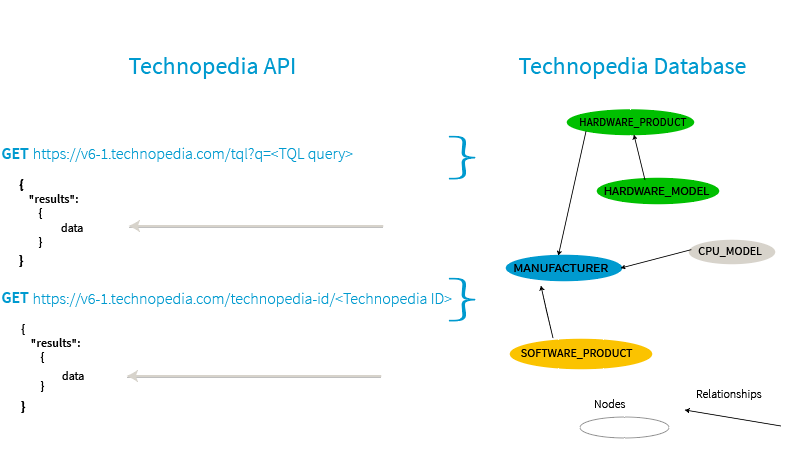 Technopedia API
GET https://v6-1.technopedia.com/tql?q=<TQL query>
{
"results":
{
data
}
}
GET https://v6-1.technopedia.com/technopedia-id/<Technopedia ID>
{
"results":
{
data
}
}
Technopedia Database
HARDWARE_PRODUCT
HARDWARE_MODEL
CPU_MODEL
MANUFACTURER
SOFTWARE_PRODUCT
Relationships
Nodes